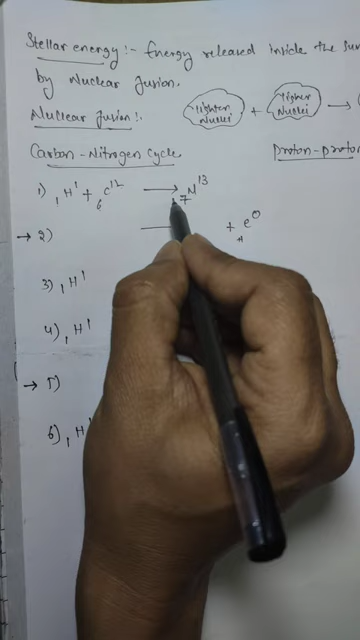 Stellar energy :- Energy released inside the sun
by Nuclear fusion.
Nuclear fusion :. Lighter Nuclei + Lighter Nuclei →
Carbon-Nitrogen cycle Proton-proton
1) ₁H¹ + ₆C¹² → ₇N¹³
→ 2) + ₊₁e⁰
3) ₁H¹
4) ₁H¹
→ 5)
6) ₁H¹